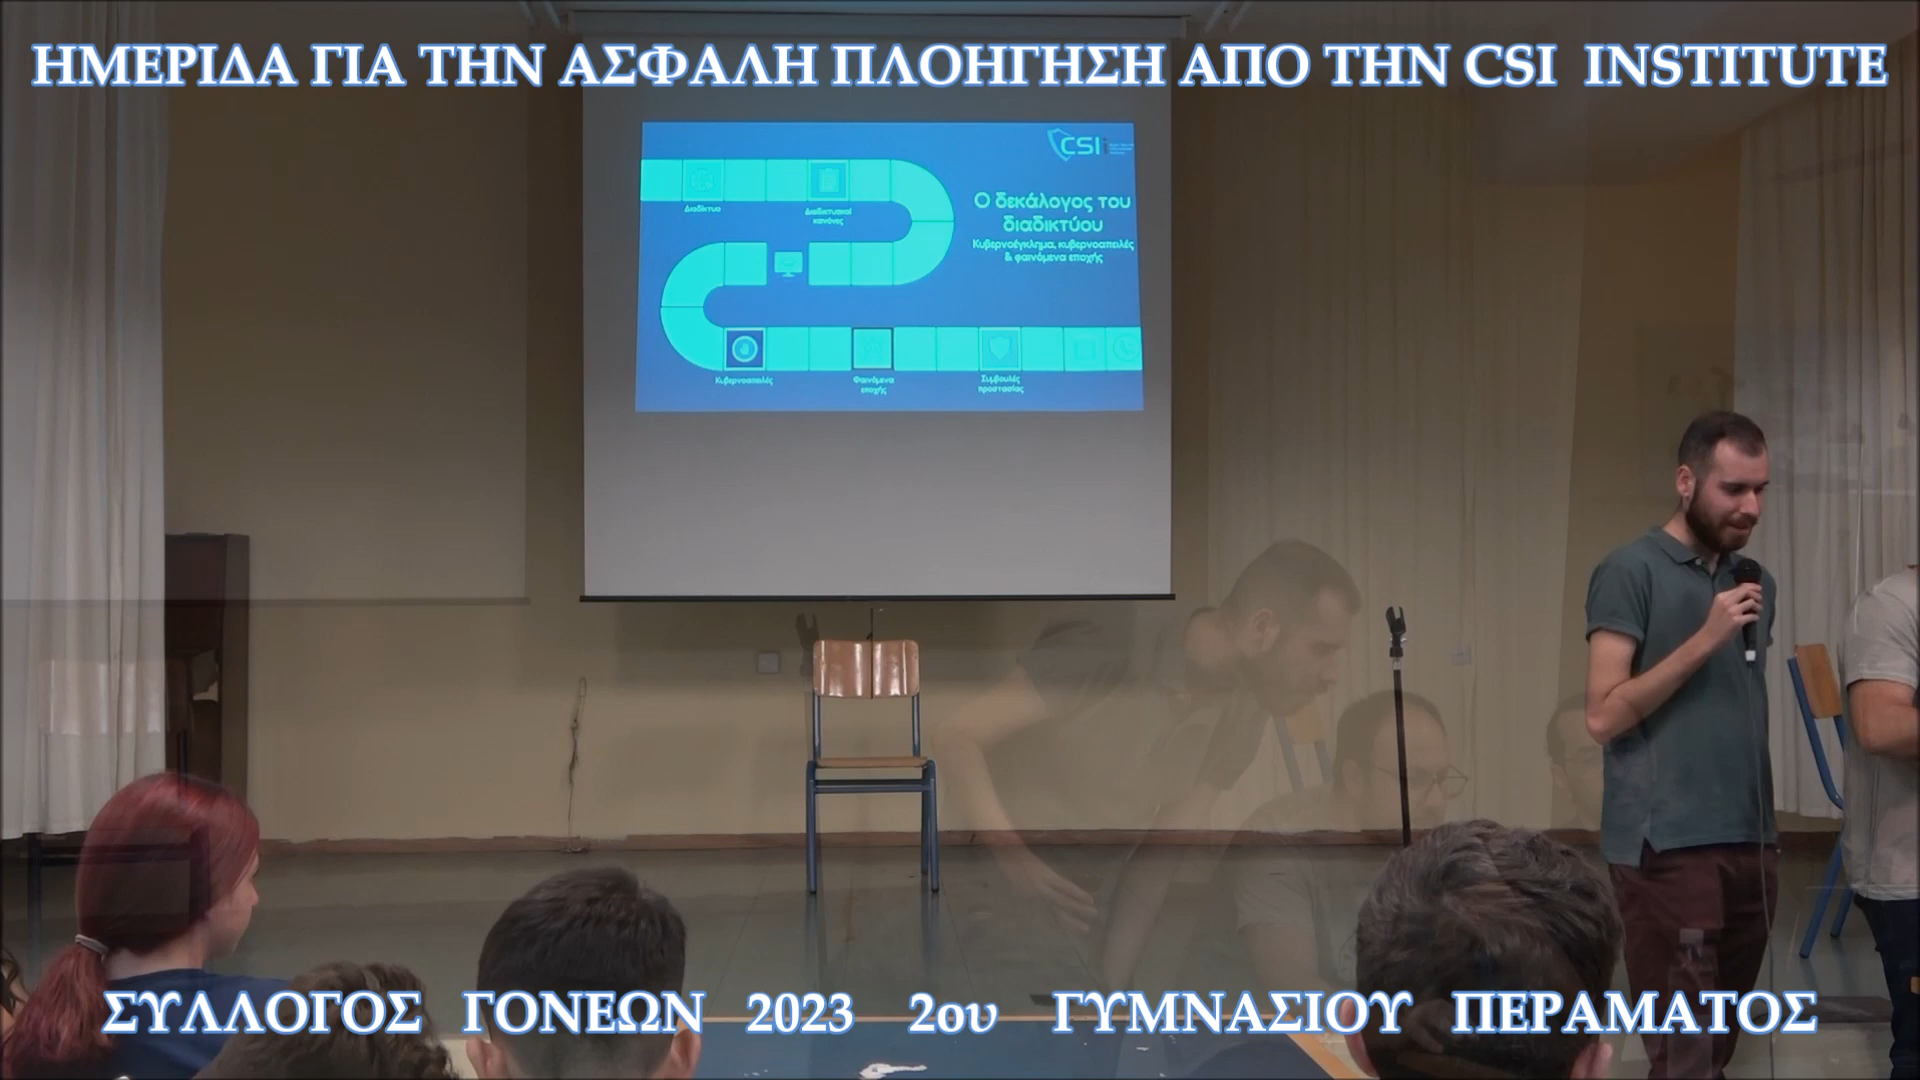 ΗΜΕΡΙΔΑ ΓΙΑ ΤΗΝ ΑΣΦΑΛΗ ΠΛΟΗΓΗΣΗ ΑΠΟ ΤΗΝ CSI INSTITUTE
CSI
Διαδίκτυο
Διαδικτυακοί
κανόνες
Ο δεκάλογος του
διαδικτύου
Κυβερνοέγκλημα, κυβερνοαπειλές
& φαινόμενα εποχής
Κυβερνοαπειλές
Φαινόμενα
εποχής
Συμβουλές
προστασίας
ΣΥΛΛΟΓΟΣ ΓΟΝΕΩΝ 2023 2ου ΓΥΜΝΑΣΙΟΥ ΠΕΡΑΜΑΤΟΣ